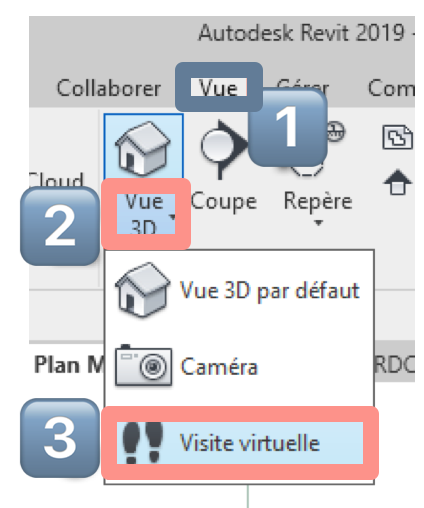 Autodesk Revit 2019 -
Collaborer Vue Gérer Com
1
Cloud
2
Vue
3D
Coupe
Repère
Vue 3D par défaut
Plan M
RDC
Caméra
3
Visite virtuelle